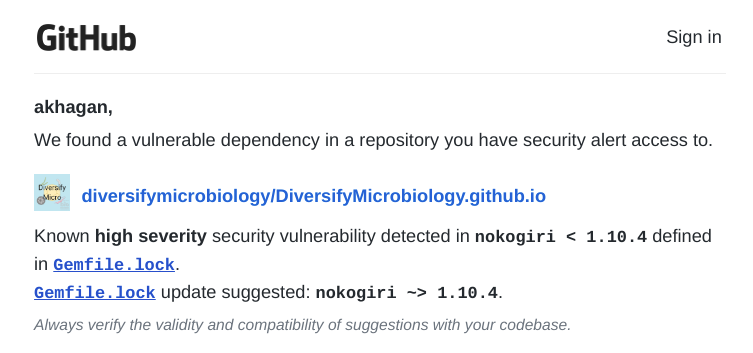 GitHub
Sign in
akhagan,
We found a vulnerable dependency in a repository you have security alert access to.
Diversify
Micro
diversifymicrobiology/DiversifyMicrobiology.github.io
Known high severity security vulnerability detected in nokogiri < 1.10.4 defined
in Gemfile.lock.
Gemfile.lock update suggested: nokogiri ~> 1.10.4.
Always verify the validity and compatibility of suggestions with your codebase.